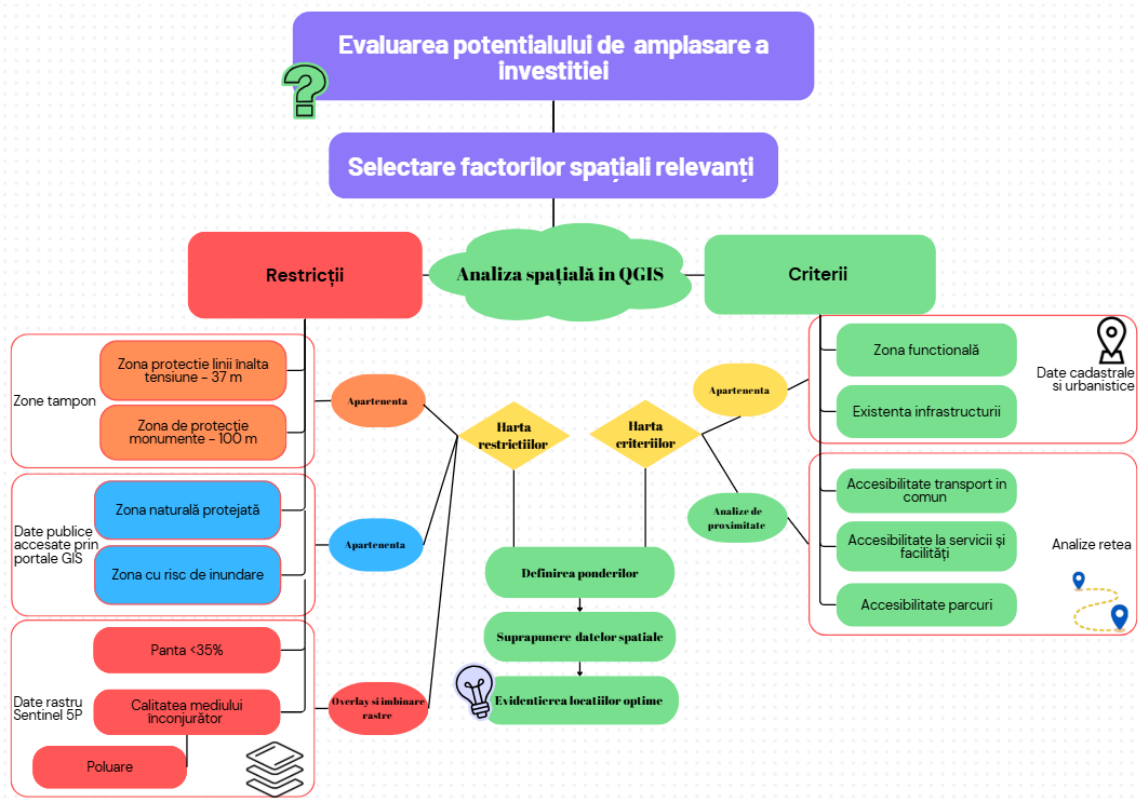 Evaluarea potentialului de amplasare a
investitiei
Selectare factorilor spațiali relevanți
Restricții
Analiza spațială in QGIS
Criterii
Zone tampon
Zona protectie linii înalta
tensiune - 37 m
Zona de protecție
monumente - 100 m
Apartenenta
Date publice
accesate prin
portale GIS
Zona naturală protejată
Zona cu risc de inundare
Apartenenta
Date rastru
Sentinel 5P
Panta <35%
Calitatea mediului
înconjurător
Poluare
Overlay si imbinare
rastre
Harta
restrictiilor
Harta
criteriilor
Definirea ponderilor
Suprapunere datelor spatiale
Evidentierea locatiilor optime
Apartenenta
Analize de
proximitate
Zona functională
Existenta infrastructurii
Date cadastrale
si urbanistice
Accesibilitate transport in
comun
Accesibilitate la servicii și
facilități
Accesibilitate parcuri
Analize retea